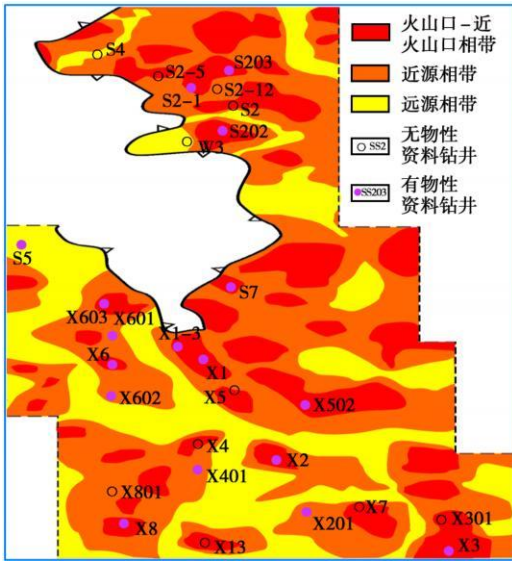 火山口-近
火山口相带
近源相带
远源相带
SS2
无物性
资料钻井
SS203
有物性
资料钻井
S4
S2-5
S203
S2-1
S2-12
S2
S202
W3
S5
S7
X603
X601
X1-3
X6
X1
X602
X5
X502
X4
X2
X401
X801
X8
X7
X201
X301
X13
X3